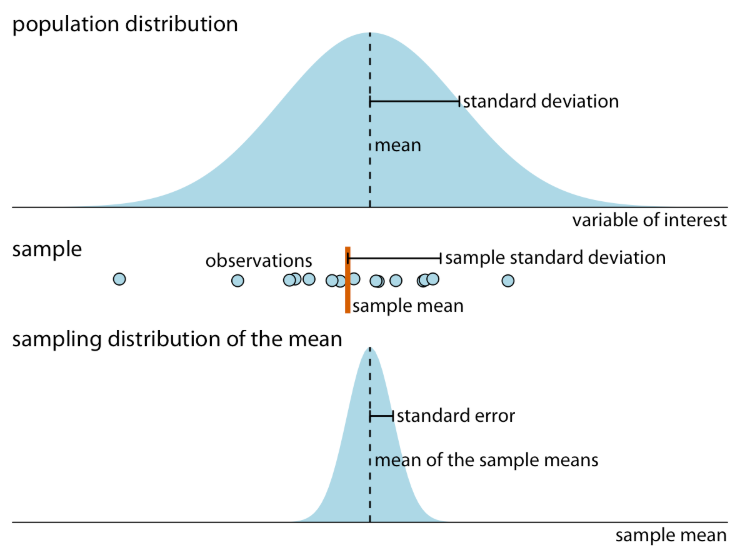 population distribution
standard deviation
mean
variable of interest
sample
observations
sample standard deviation
sample mean
sampling distribution of the mean
standard error
mean of the sample means
sample mean